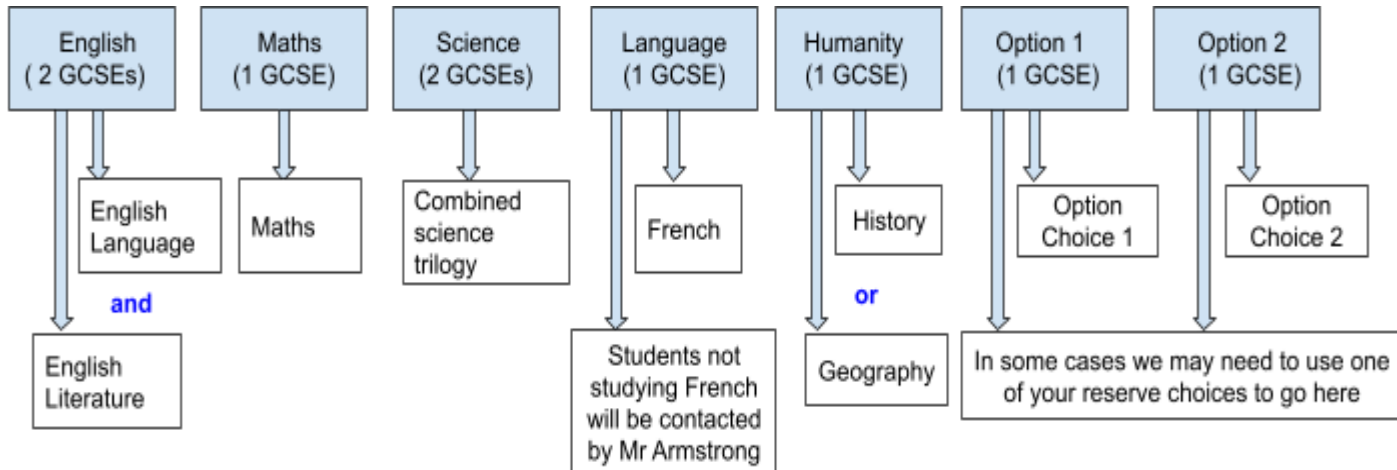 English
( 2 GCSEs)
Maths
(1 GCSE)
Science
(2 GCSEs)
Language
(1 GCSE)
Humanity
(1 GCSE)
Option 1
(1 GCSE)
Option 2
(1 GCSE)
English
Language
and
English
Literature
Maths
Combined
science
trilogy
French
Students not
studying French
will be contacted
by Mr Armstrong
History
or
Geography
Option
Choice 1
Option
Choice 2
In some cases we may need to use one
of your reserve choices to go here